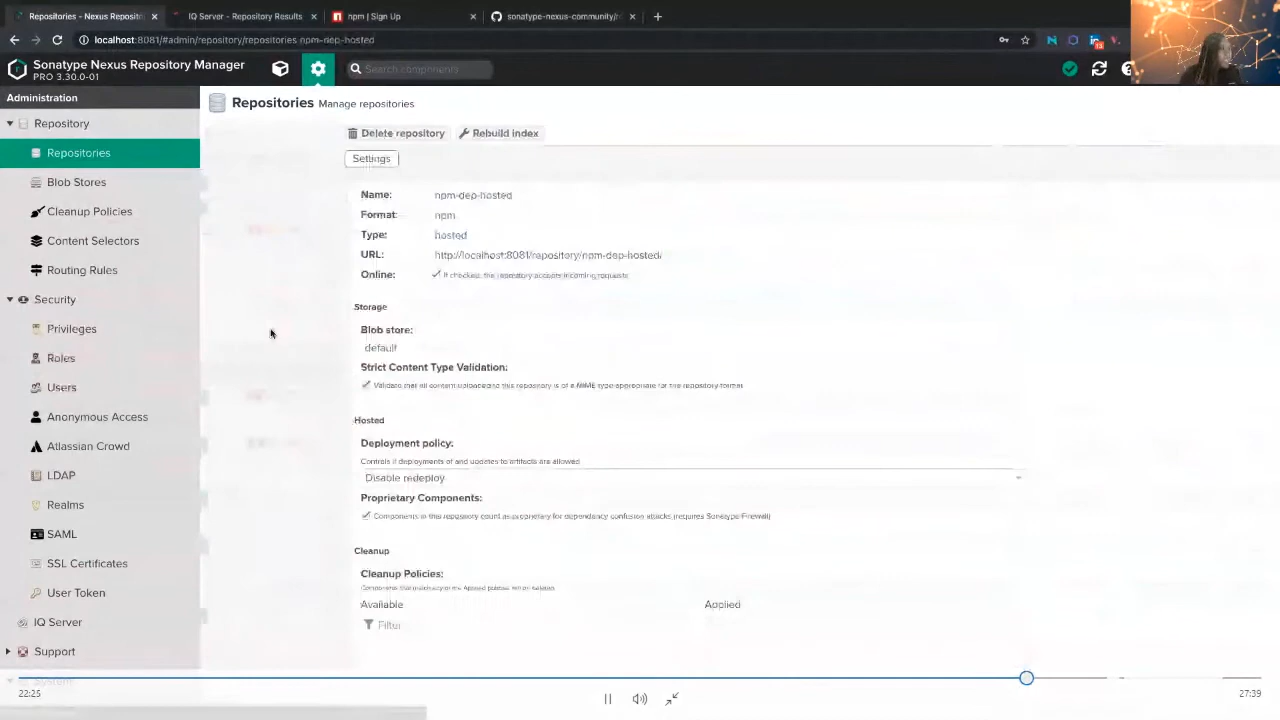 Repositories - Nexus Reposito
IQ Server - Repository Results
npm | Sign Up
sonatype-nexus-community/
localhost:8081/#admin/repository/repositories:npm-dep-hosted
Sonatype Nexus Repository Manager
PRO 3.30.0-01
Search components
Administration
Repositories Manage repositories
Repository
Repositories
Blob Stores
Cleanup Policies
Content Selectors
Routing Rules
Security
Privileges
Roles
Users
Anonymous Access
Atlassian Crowd
LDAP
Realms
SAML
SSL Certificates
User Token
IQ Server
Support
System
Delete repository
Rebuild index
Settings
Name: npm-dep-hosted
Format: npm
Type: hosted
URL: http://localhost:8081/repository/npm-dep-hosted/
Online: If checked, the repository accepts incoming requests
Storage
Blob store:
default
Strict Content Type Validation:
Validate that all content uploaded to this repository is of a MIME type appropriate for the repository format
Hosted
Deployment policy:
Controls if deployments of and updates to artifacts are allowed
Disable redeploy
Proprietary Components:
Components in this repository count as proprietary for dependency confusion attacks (requires Sonatype Firewall)
Cleanup
Cleanup Policies:
Available
Applied
Filter
22:25
27:39